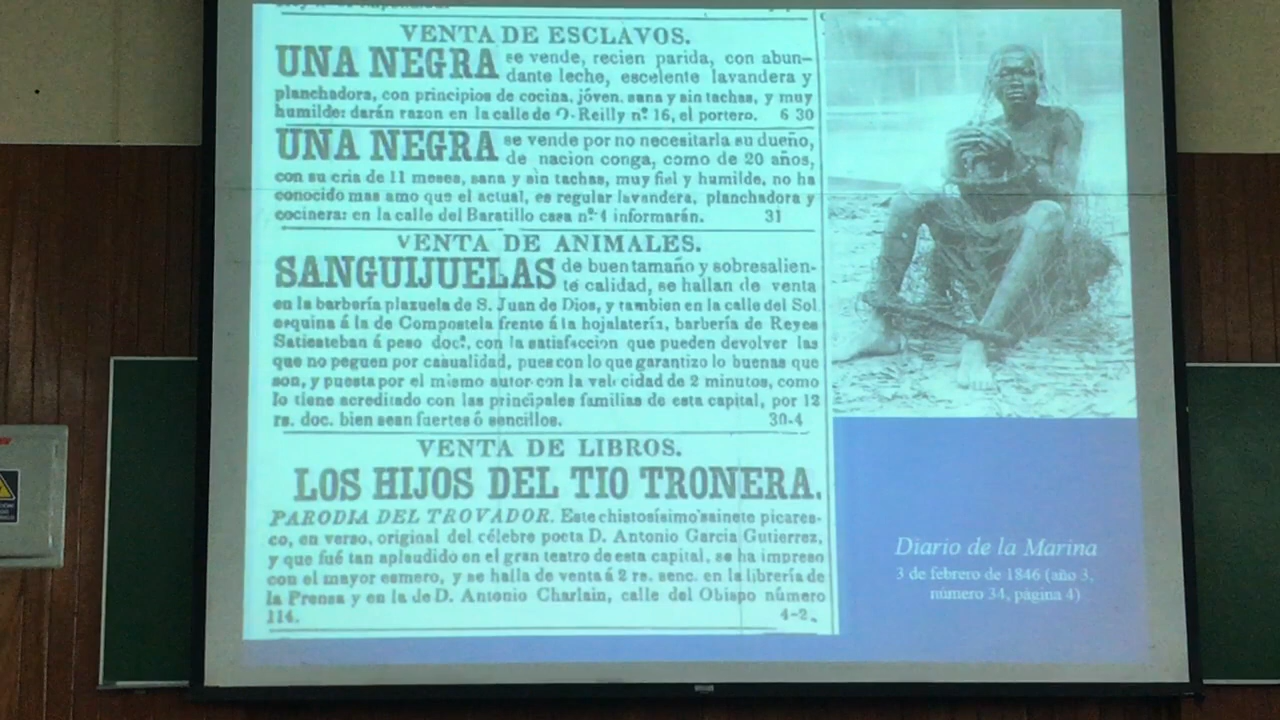 VENTA DE ESCLAVOS.
UNA NEGRA se vende, recien parida, con abun-
dante leche, escelente lavandera y
planchadora, con principios de cocina, jóven, sana y sin tachas, y muy
humilde: darán razon en la calle de O-Reilly nº 16, el portero. 6 30
UNA NEGRA se vende por no necesitarla su dueño,
de nacion conga, como de 20 años,
con su cria de 11 meses, sana y sin tachas, muy fiel y humilde, no ha
conocido mas amo que el actual, es regular lavandera, planchadora y
cocinera: en la calle del Baratillo casa nº 4 informarán. 31
VENTA DE ANIMALES.
SANGUIJUELAS de buen tamaño y sobresalien-
te calidad, se hallan de venta
en la barbería plazuela de S. Juan de Dios, y tambien en la calle del Sol
esquina á la de Compostela frente á la hojalatería, barbería de Reyes
Satiesteban á peso docª, con la satisfaccion que pueden devolver las
que no peguen por casualidad, pues con lo que garantizo lo buenas que
son, y puesta por el mismo autor con la velocidad de 2 minutos, como
lo tiene acreditado con las principales familias de esta capital, por 12
rs. doc. bien sean fuertes ó sencillos. 30-4
VENTA DE LIBROS.
LOS HIJOS DEL TIO TRONERA.
PARODIA DEL TROVADOR. Este chistosísimo sainete picares-
co, en verso, original del célebre poeta D. Antonio García Gutierrez,
y que fué tan aplaudido en el gran teatro de esta capital, se ha impreso
con el mayor esmero, y se halla de venta á 2 rs. senc. en la librería de
la Prensa y en la de D. Antonio Charlain, calle del Obispo número
114. 4-2.
Diario de la Marina
3 de febrero de 1846 (año 3,
número 34, página 4)